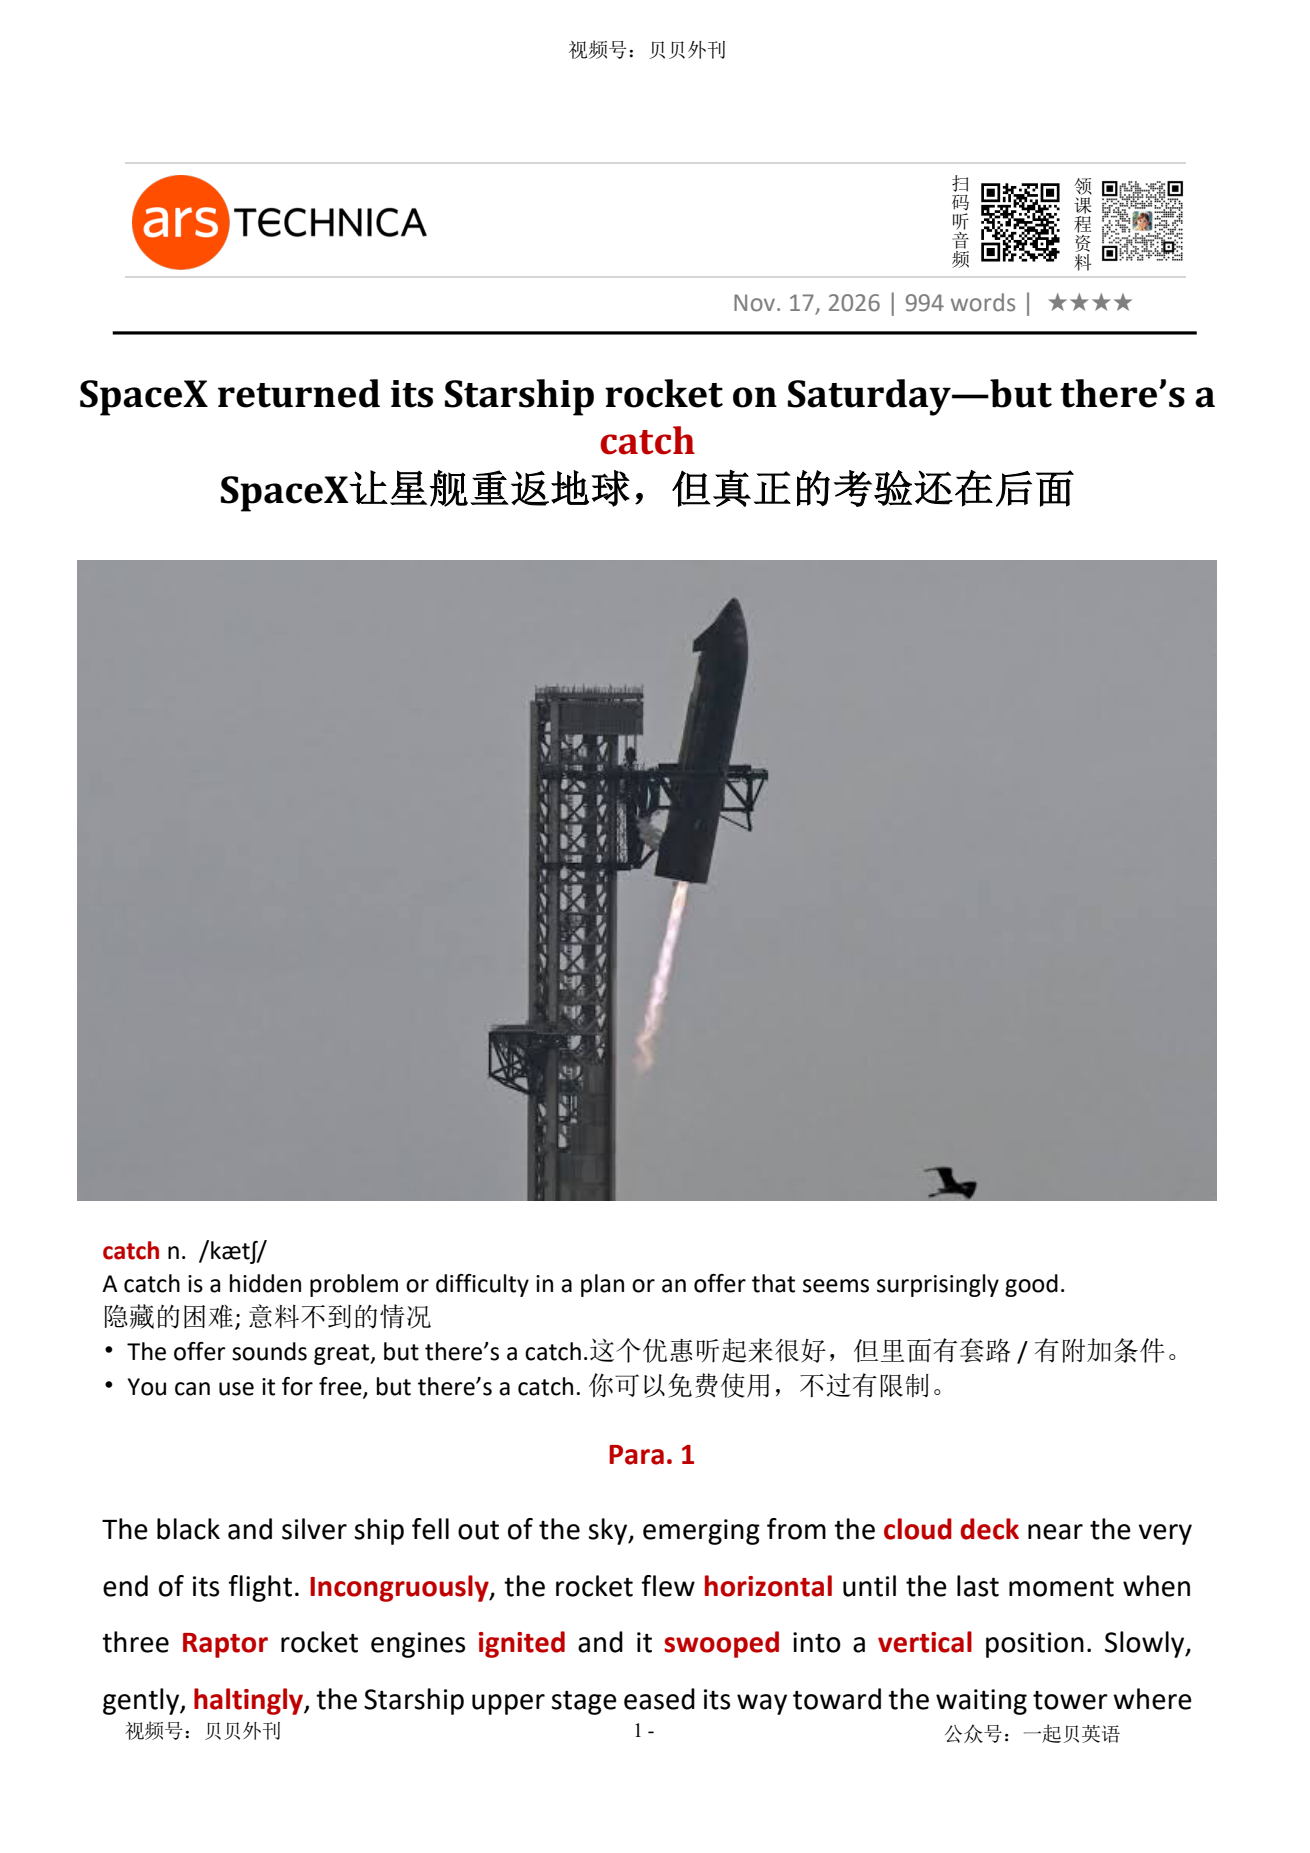 视频号：贝贝外刊
ars TECHNICA
扫码听音频
领课程资料
Nov. 17, 2026 | 994 words | ★★★★
SpaceX returned its Starship rocket on Saturday—but there’s a
catch
SpaceX让星舰重返地球，但真正的考验还在后面
catch n. /kætʃ/
A catch is a hidden problem or difficulty in a plan or an offer that seems surprisingly good.
隐藏的困难; 意料不到的情况
• The offer sounds great, but there’s a catch.这个优惠听起来很好，但里面有套路 / 有附加条件。
• You can use it for free, but there’s a catch. 你可以免费使用，不过有限制。
Para. 1
The black and silver ship fell out of the sky, emerging from the cloud deck near the very
end of its flight. Incongruously, the rocket flew horizontal until the last moment when
three Raptor rocket engines ignited and it swooped into a vertical position. Slowly,
gently, haltingly, the Starship upper stage eased its way toward the waiting tower where
视频号：贝贝外刊
1 -
公众号：一起贝英语